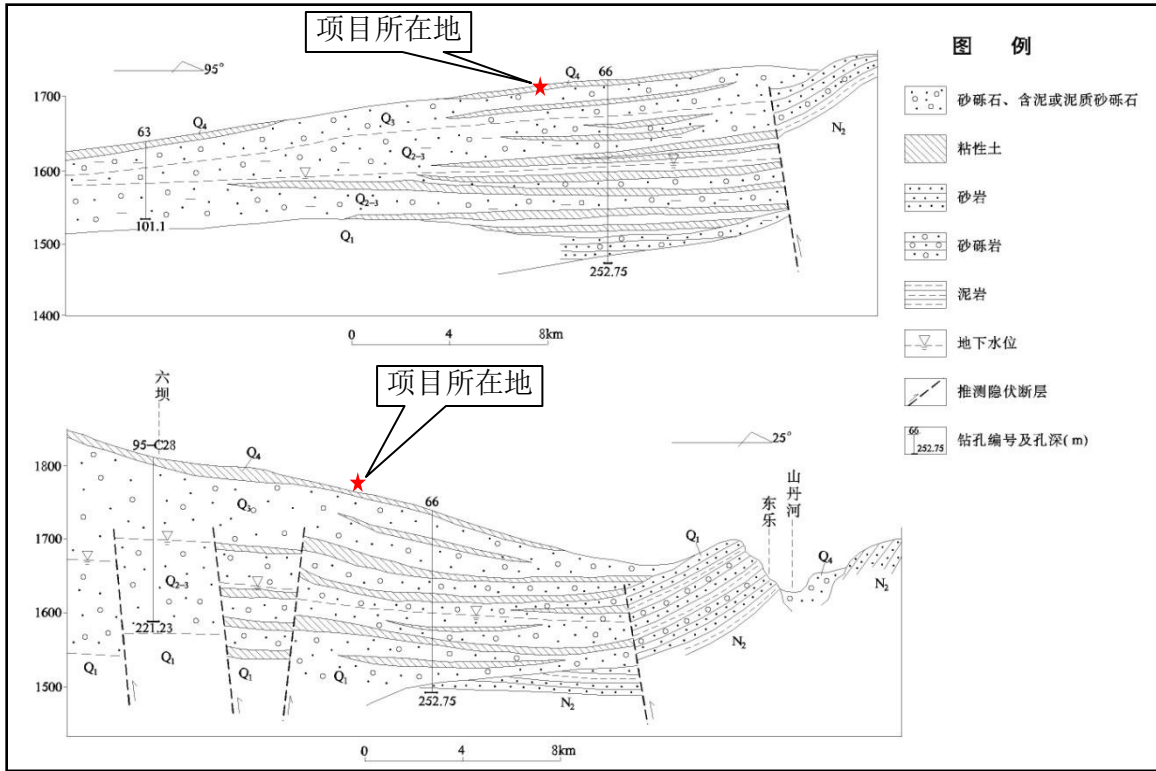 项目所在地
95°
1700
1600
1500
1400
63
Q₄
Q₃
Q₄
66
N₂
Q₂₋₃
Q₂₋₃
101.1
Q₁
252.75
0 4 8km
图 例
砂砾石、含泥或泥质砂砾石
粘性土
砂岩
砂砾岩
泥岩
地下水位
推测隐伏断层
66
252.75
钻孔编号及孔深(m)
六坝
项目所在地
25°
1800
1700
1600
1500
95-C28
Q₄
66
山丹河
东乐
Q₃
Q₁
Q₄
Q₂₋₃
N₂
221.23
N₂
Q₁
Q₁
Q₁
Q₁
252.75
N₂
0 4 8km